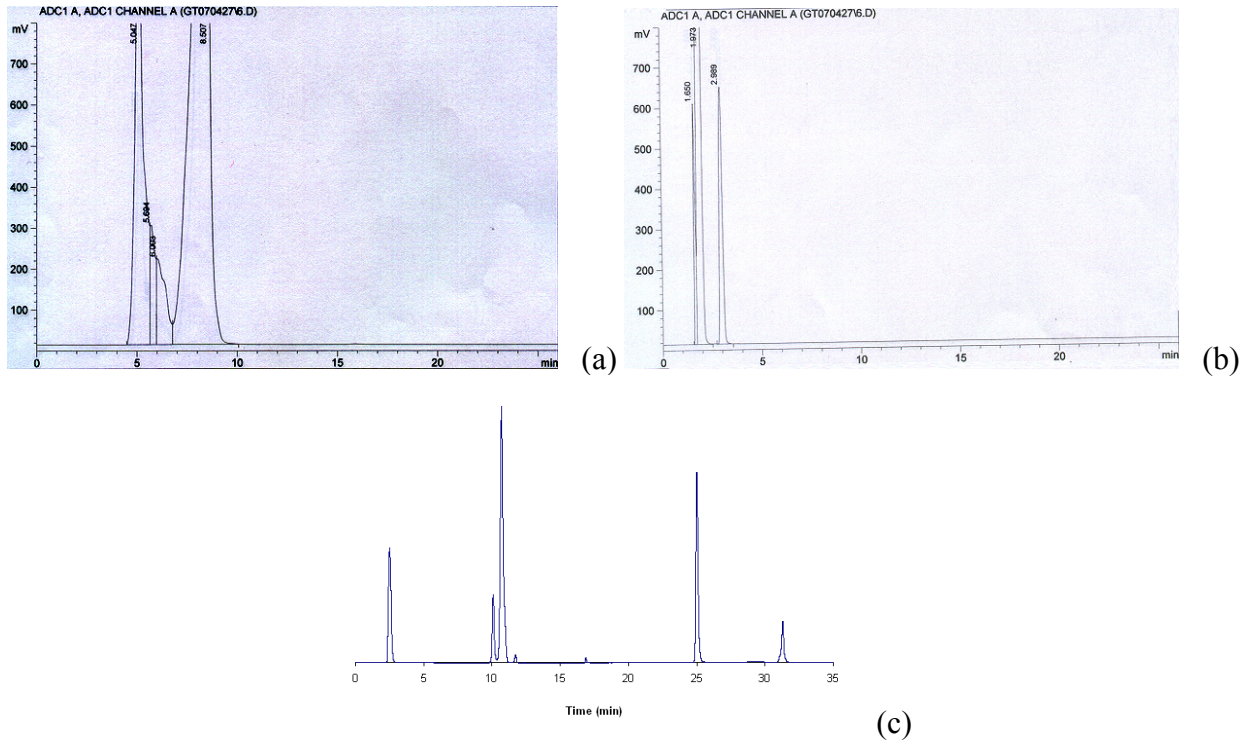 ADC1 A, ADC1 CHANNEL A (GT070427\6.D)
mV
5.047
8.507
700
600
500
400
5.694
300
6.003
200
100
0 5 10 15 20 min
(a)
ADC1 A, ADC1 CHANNEL A (GT070427\6.D)
mV
1.650
1.973
2.989
700
600
500
400
300
200
100
0 5 10 15 20 min
(b)
0 5 10 15 20 25 30 35
Time (min)
(c)